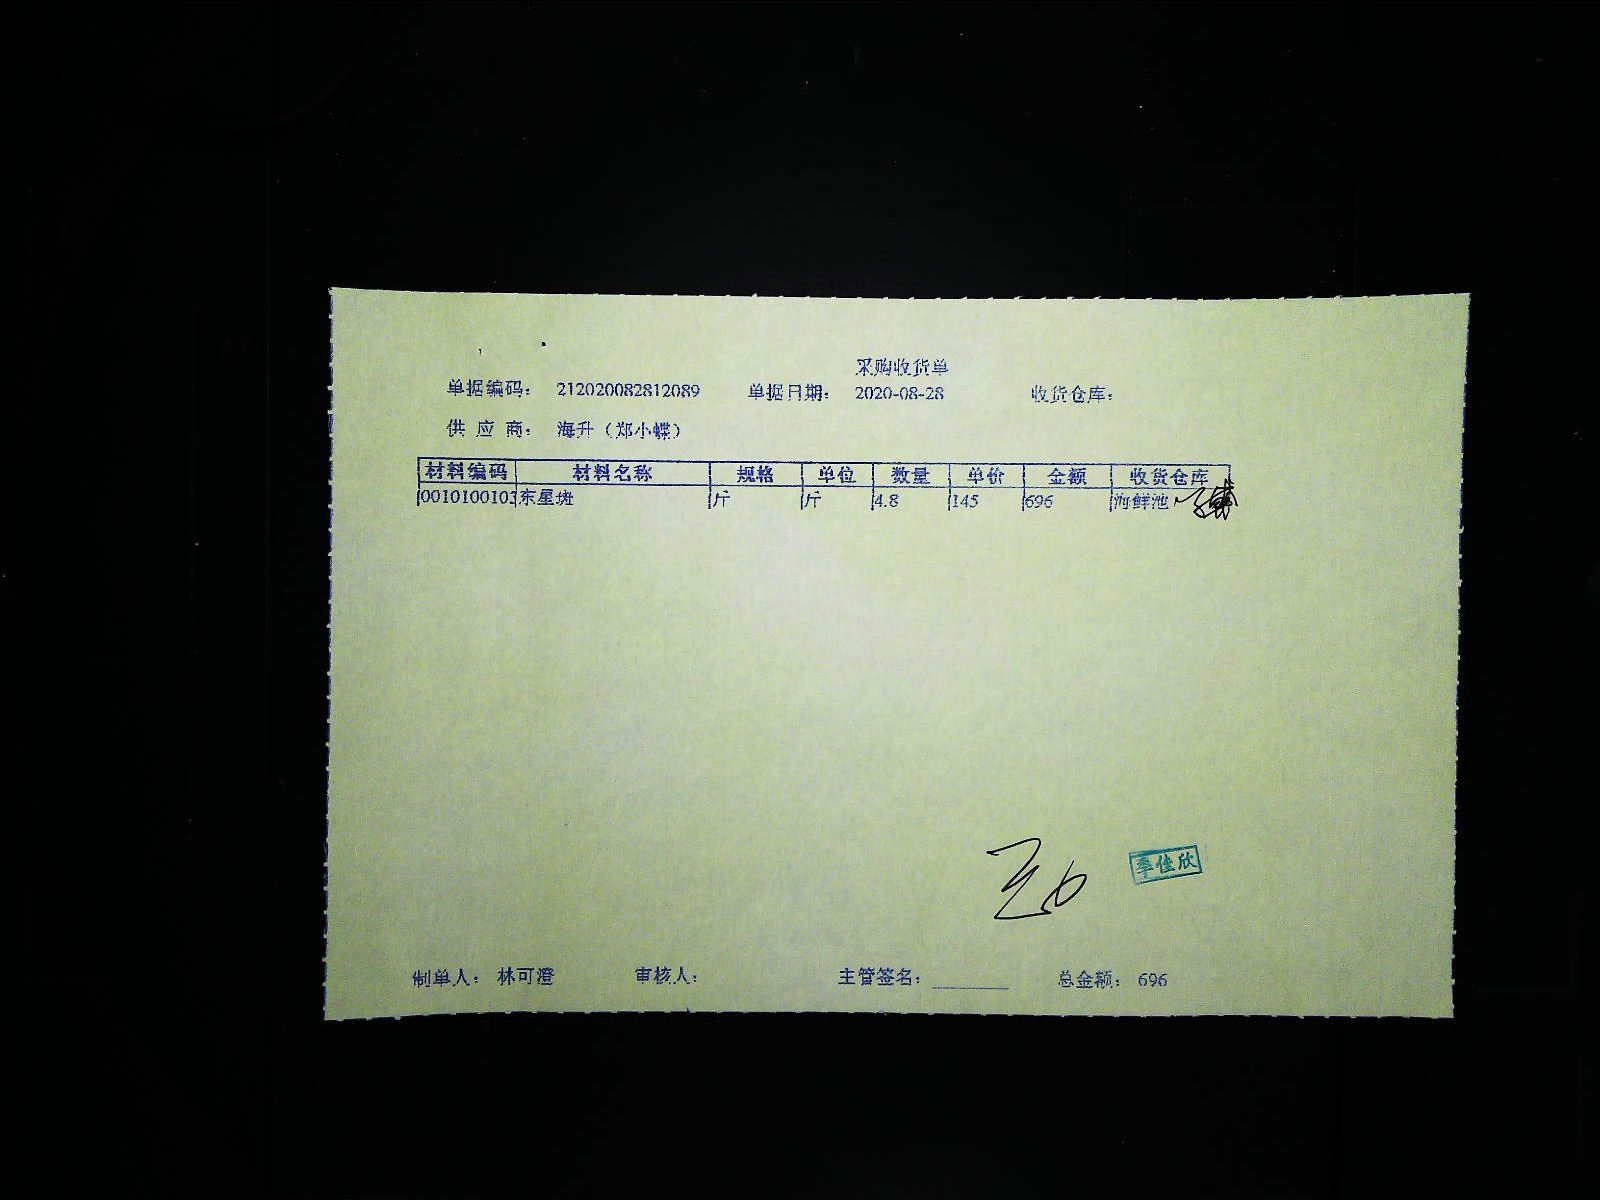 采购收货单
单据编码： 212020082812089 单据日期： 2020-08-28 收货仓库：
供 应 商： 海升（郑小蝶）
材料编码 材料名称 规格 单位 数量 单价 金额 收货仓库
0010100103 东星斑 斤 斤 4.8 145 696 海鲜池
季佳欣
制单人： 林可澄 审核人： 主管签名： 总金额： 696